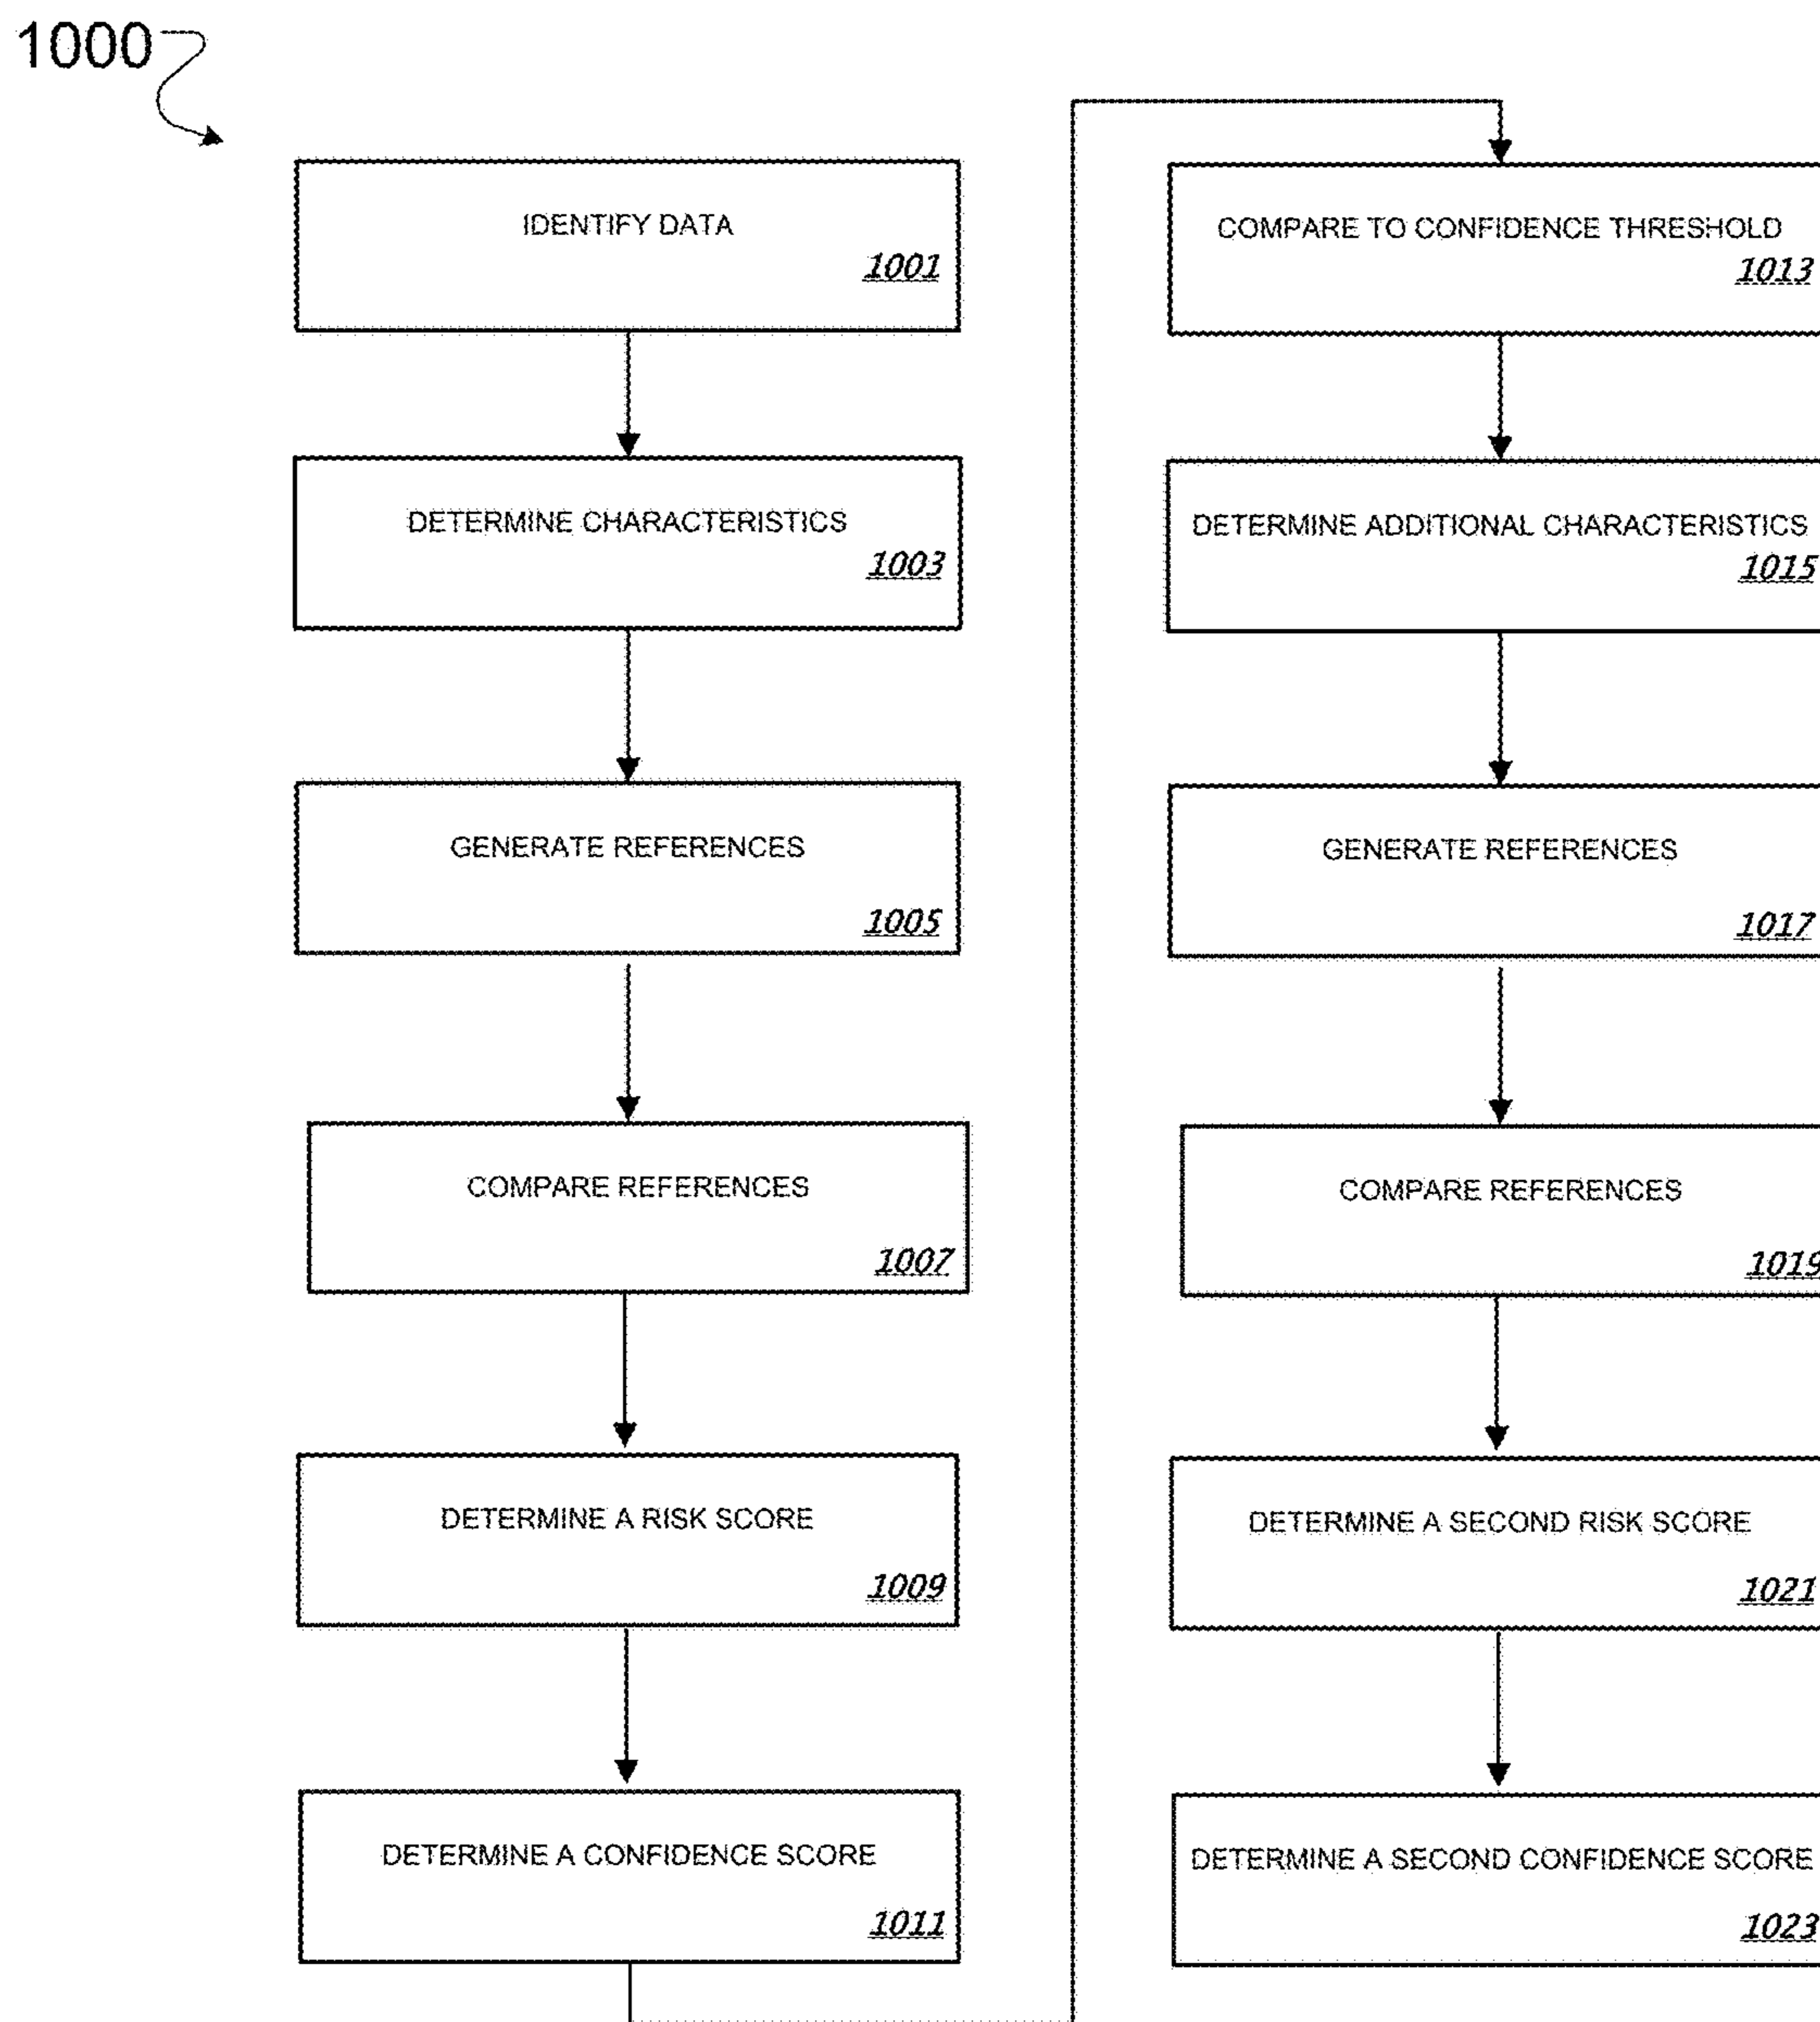 1000
IDENTIFY DATA
1001
DETERMINE CHARACTERISTICS
1003
GENERATE REFERENCES
1005
COMPARE REFERENCES
1007
DETERMINE A RISK SCORE
1009
DETERMINE A CONFIDENCE SCORE
1011
COMPARE TO CONFIDENCE THRESHOLD
1013
DETERMINE ADDITIONAL CHARACTERISTICS
1015
GENERATE REFERENCES
1017
COMPARE REFERENCES
1019
DETERMINE A SECOND RISK SCORE
1021
DETERMINE A SECOND CONFIDENCE SCORE
1023